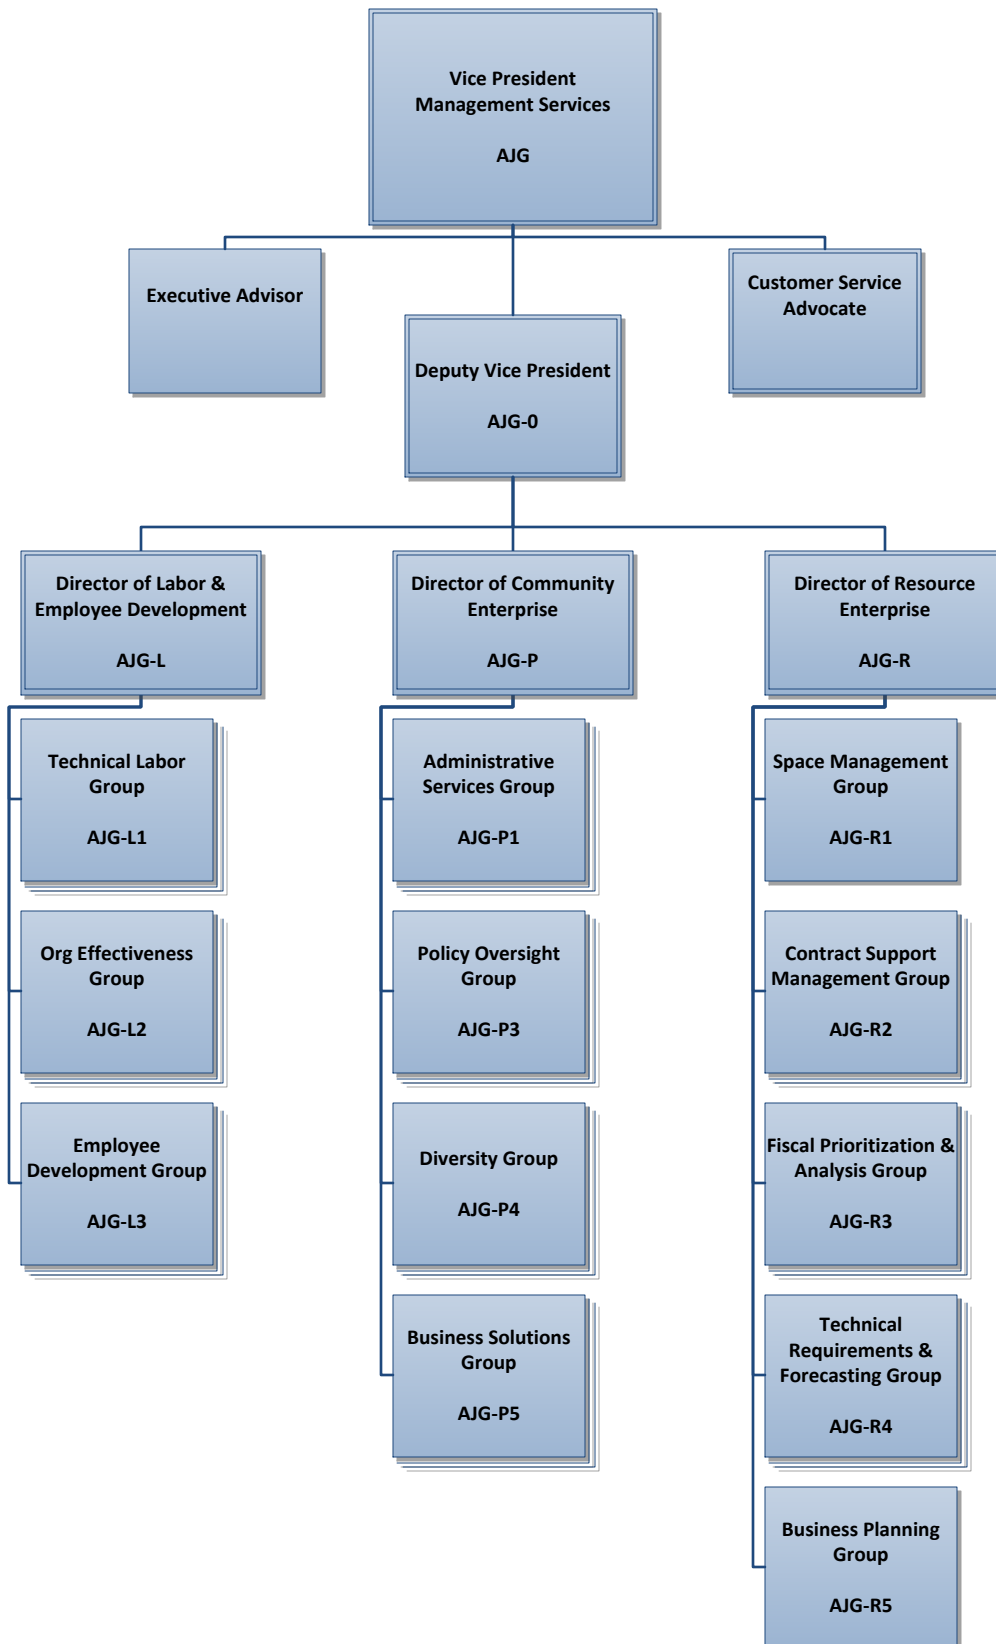 Vice President
Management Services
AJG
Executive Advisor
Customer Service
Advocate
Deputy Vice President
AJG-0
Director of Labor &
Employee Development
AJG-L
Director of Community
Enterprise
AJG-P
Director of Resource
Enterprise
AJG-R
Technical Labor
Group
AJG-L1
Org Effectiveness
Group
AJG-L2
Employee
Development Group
AJG-L3
Administrative
Services Group
AJG-P1
Policy Oversight
Group
AJG-P3
Diversity Group
AJG-P4
Business Solutions
Group
AJG-P5
Space Management
Group
AJG-R1
Contract Support
Management Group
AJG-R2
Fiscal Prioritization &
Analysis Group
AJG-R3
Technical
Requirements &
Forecasting Group
AJG-R4
Business Planning
Group
AJG-R5